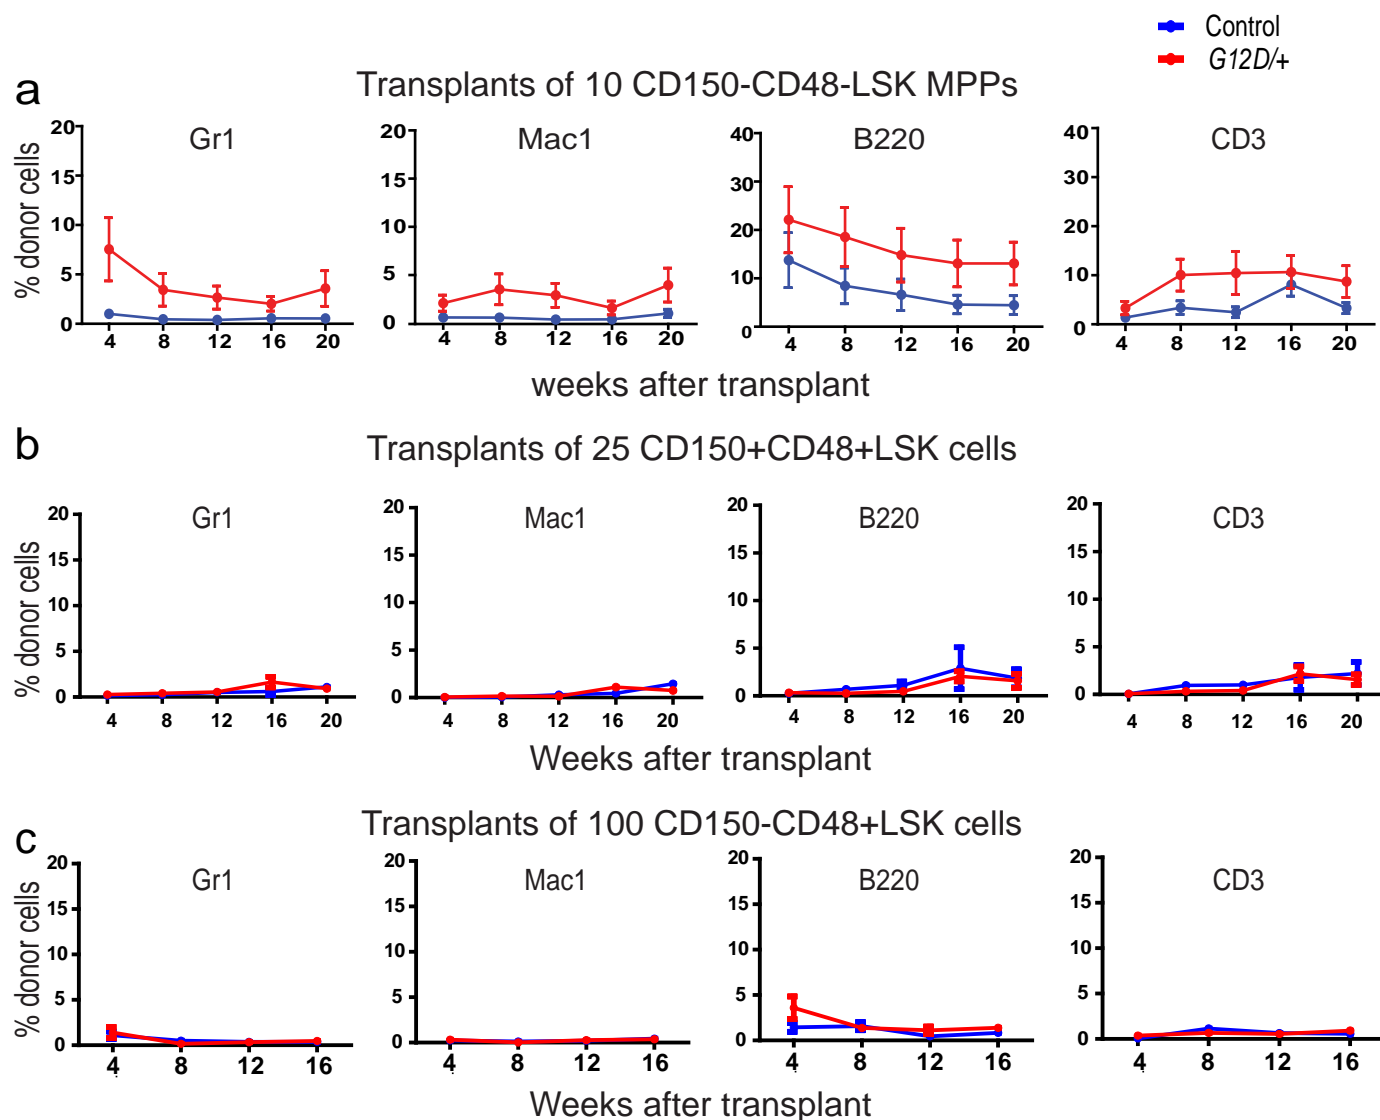 Control
G12D/+
a
Transplants of 10 CD150-CD48-LSK MPPs
% donor cells
Gr1
20
15
10
5
0
4 8 12 16 20
Mac1
20
15
10
5
0
4 8 12 16 20
B220
40
30
20
10
0
4 8 12 16 20
CD3
40
30
20
10
0
4 8 12 16 20
weeks after transplant
b
Transplants of 25 CD150+CD48+LSK cells
% donor cells
Gr1
20
15
10
5
0
4 8 12 16 20
Mac1
20
15
10
5
0
4 8 12 16 20
B220
20
15
10
5
0
4 8 12 16 20
CD3
20
15
10
5
0
4 8 12 16 20
Weeks after transplant
c
Transplants of 100 CD150-CD48+LSK cells
% donor cells
Gr1
20
15
10
5
0
4 8 12 16
Mac1
20
15
10
5
0
4 8 12 16
B220
20
15
10
5
0
4 8 12 16
CD3
20
15
10
5
0
4 8 12 16
Weeks after transplant